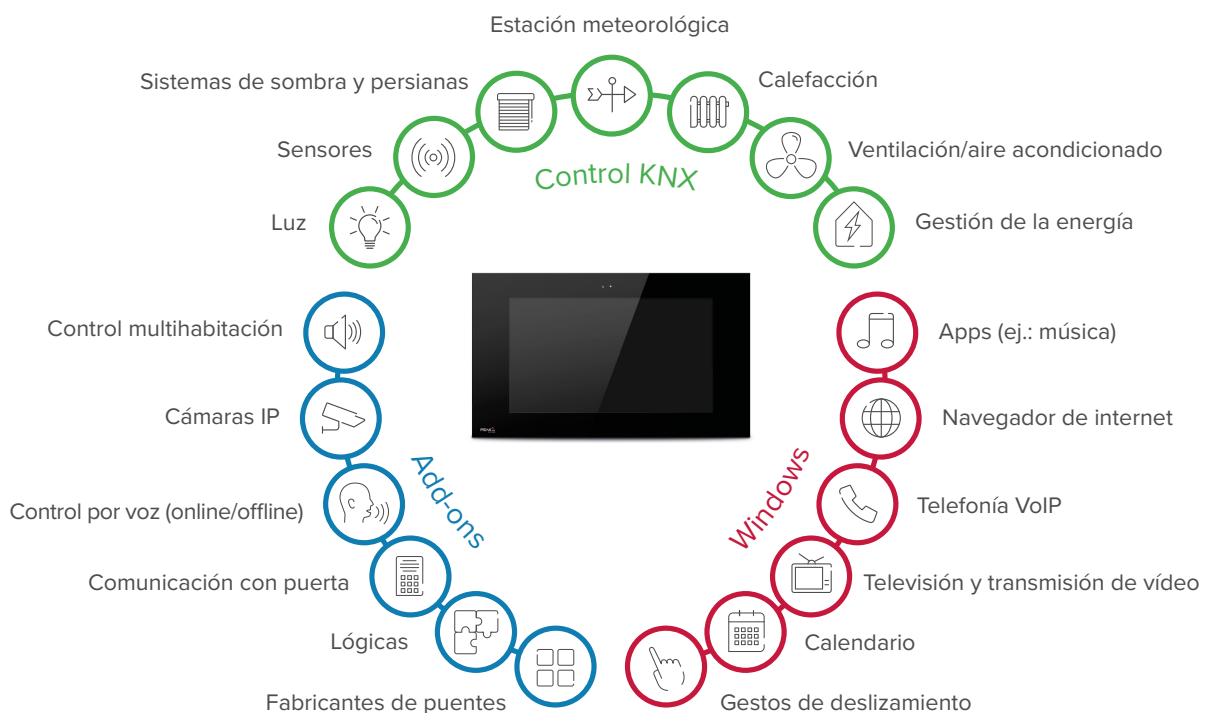 Estación meteorológica
Sistemas de sombra y persianas
Calefacción
Sensores
Ventilación/aire acondicionado
Control KNX
Luz
Gestión de la energía
Control multihabitación
Apps (ej.: música)
Cámaras IP
Navegador de internet
Add-ons
Windows
Control por voz (online/offline)
Telefonía VoIP
Comunicación con puerta
Televisión y transmisión de vídeo
Lógicas
Calendario
Fabricantes de puentes
Gestos de deslizamiento